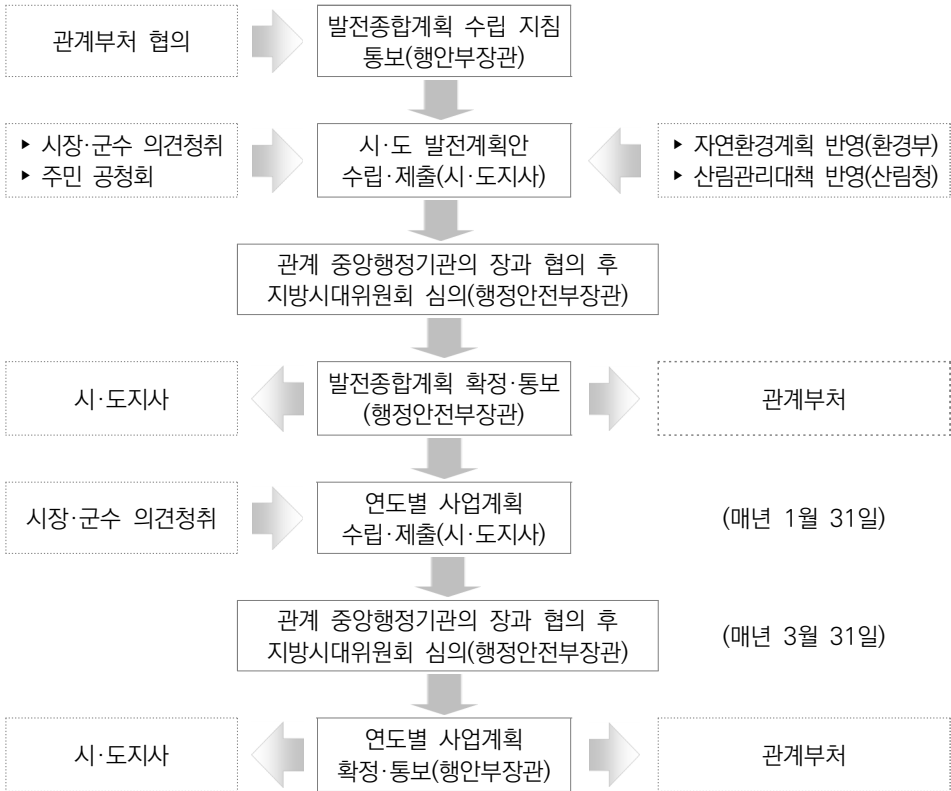 관계부처 협의
발전종합계획 수립 지침
통보(행안부장관)
▸ 시장·군수 의견청취
▸ 주민 공청회
시·도 발전계획안
수립·제출(시·도지사)
▸ 자연환경계획 반영(환경부)
▸ 산림관리대책 반영(산림청)
관계 중앙행정기관의 장과 협의 후
지방시대위원회 심의(행정안전부장관)
시·도지사
발전종합계획 확정·통보
(행정안전부장관)
관계부처
시장·군수 의견청취
연도별 사업계획
수립·제출(시·도지사)
(매년 1월 31일)
관계 중앙행정기관의 장과 협의 후
지방시대위원회 심의(행정안전부장관)
(매년 3월 31일)
시·도지사
연도별 사업계획
확정·통보(행안부장관)
관계부처